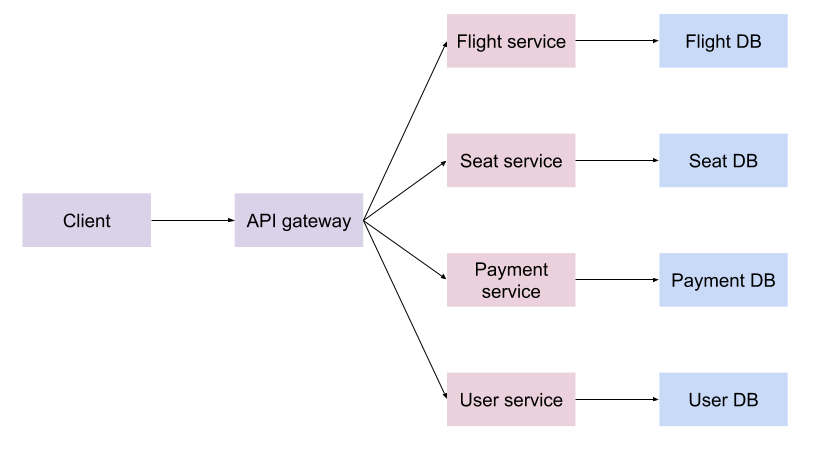 Flight service
Flight DB
Seat service
Seat DB
Client
API gateway
Payment
service
Payment DB
User service
User DB